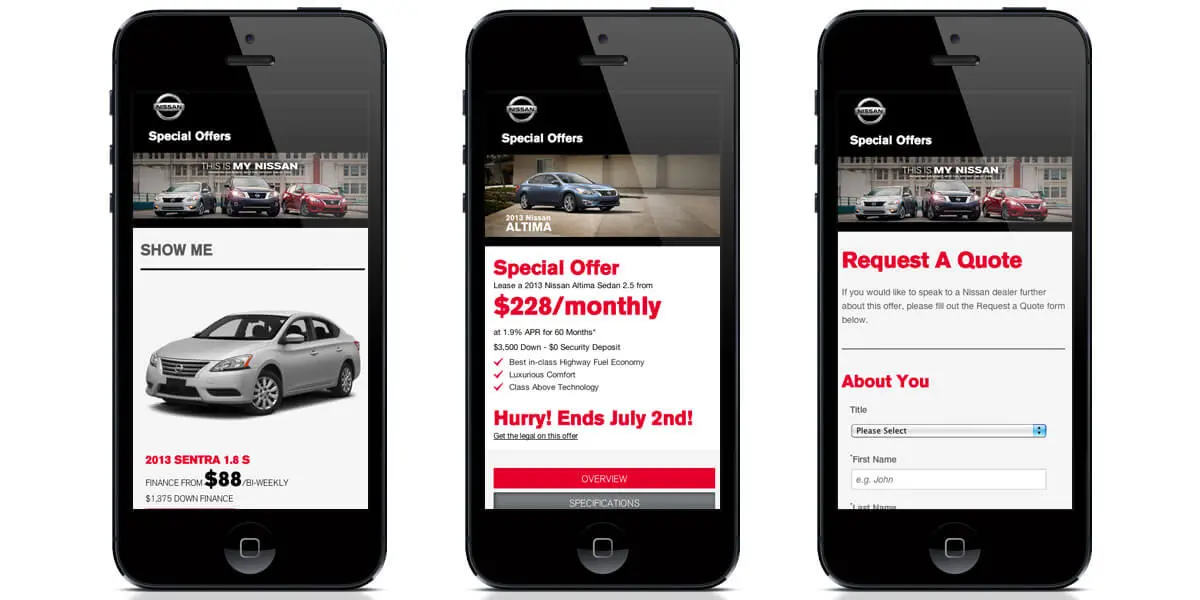 NISSAN
Special Offers
THIS IS MY NISSAN
SHOW ME
2013 SENTRA 1.8 S
FINANCE FROM $88/BI-WEEKLY
$1,375 DOWN FINANCE
NISSAN
Special Offers
2013 Nissan
ALTIMA
Special Offer
Lease a 2013 Nissan Altima Sedan 2.5 from
$228/monthly
at 1.9% APR for 60 Months*
$3,500 Down - $0 Security Deposit
Best in-class Highway Fuel Economy
Luxurious Comfort
Class Above Technology
Hurry! Ends July 2nd!
Get the legal on this offer
OVERVIEW
SPECIFICATIONS
NISSAN
Special Offers
THIS IS MY NISSAN
Request A Quote
If you would like to speak to a Nissan dealer further
about this offer, please fill out the Request a Quote form
below.
About You
Title
Please Select
*First Name
e.g. John
*Last Name